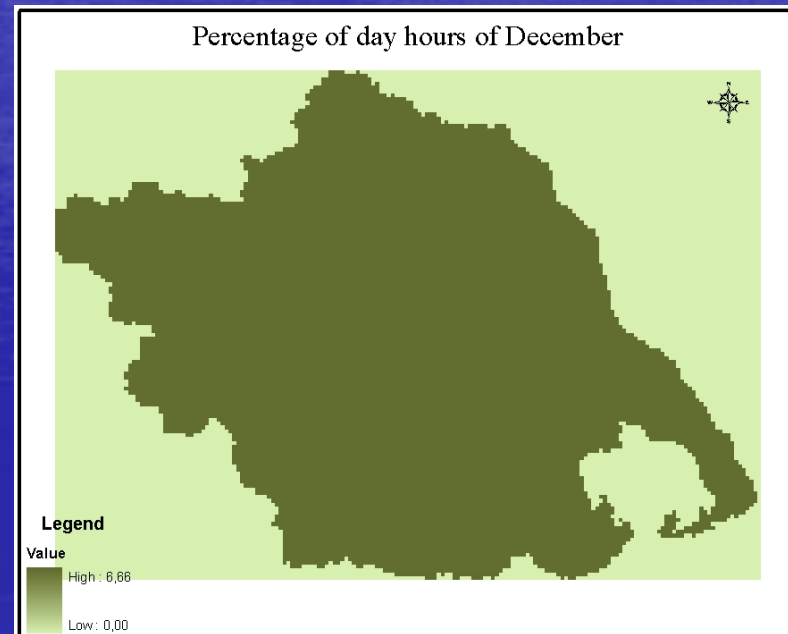 Percentage of day hours of December
N
W E
S
Legend
Value
High : 6,66
Low : 0,00